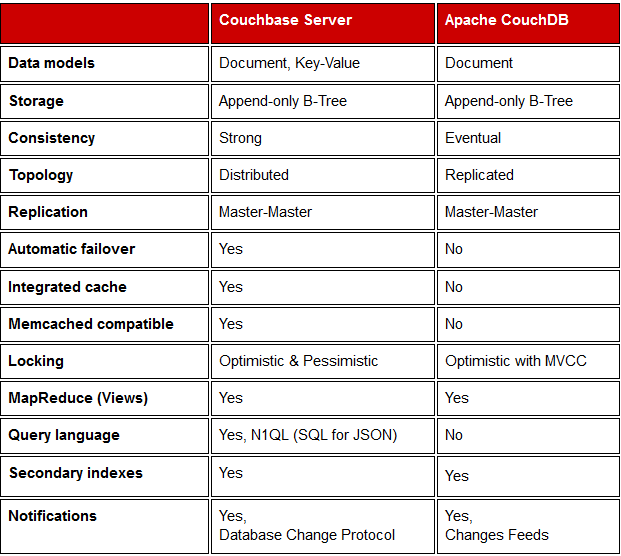 Couchbase Server Apache CouchDB
Data models Document, Key-Value Document
Storage Append-only B-Tree Append-only B-Tree
Consistency Strong Eventual
Topology Distributed Replicated
Replication Master-Master Master-Master
Automatic failover Yes No
Integrated cache Yes No
Memcached compatible Yes No
Locking Optimistic & Pessimistic Optimistic with MVCC
MapReduce (Views) Yes Yes
Query language Yes, N1QL (SQL for JSON) No
Secondary indexes Yes Yes
Notifications Yes, Yes,
Database Change Protocol Changes Feeds